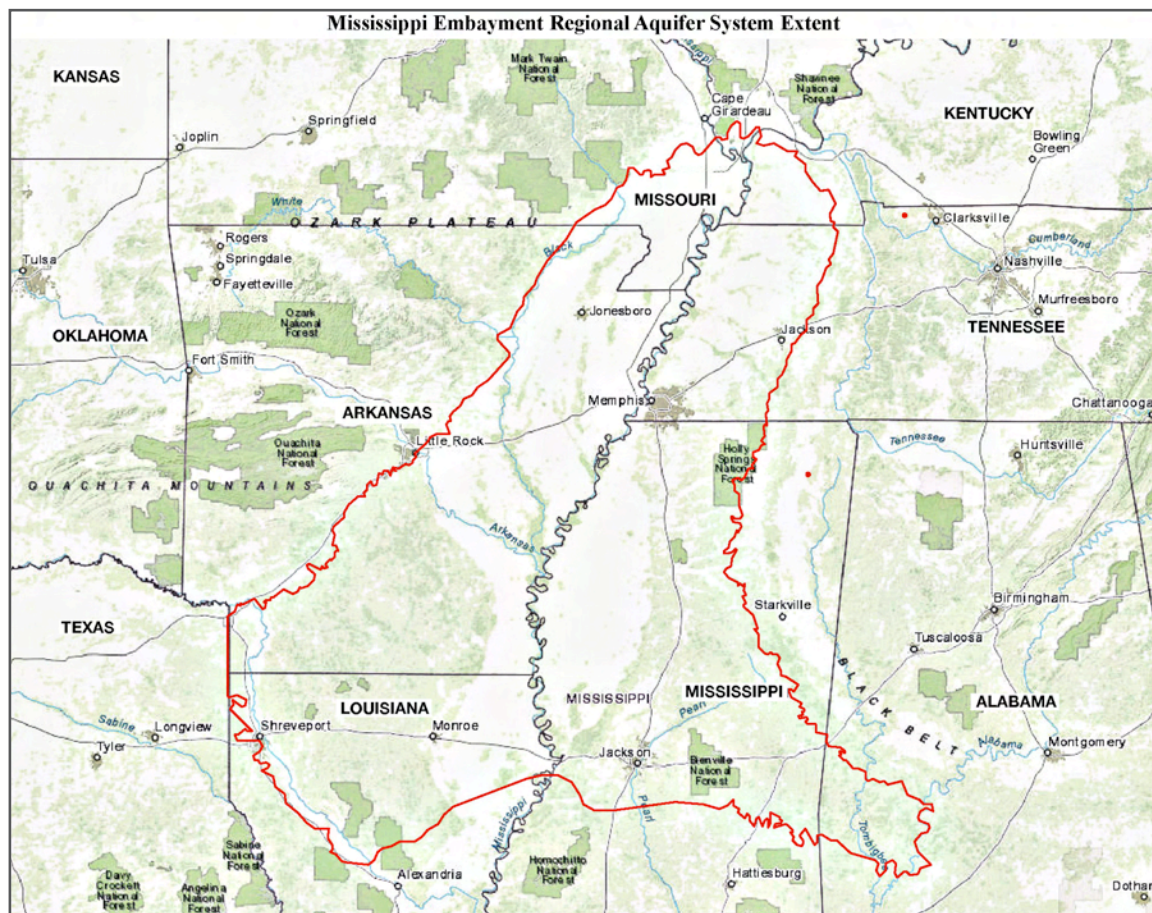 Mississippi Embayment Regional Aquifer System Extent
KANSAS
Mark Twain
National
Forest
Shawnee
National
Forest
Cape
Girardeau
KENTUCKY
Springfield
Joplin
Bowling
Green
MISSOURI
White
OZARK PLATEAU
Clarksville
Black
Cumberland
Rogers
Springdale
Fayetteville
Tulsa
Nashville
Murfreesboro
Ozark
National
Forest
Jonesboro
OKLAHOMA
Jackson
TENNESSEE
Fort Smith
Memphis
ARKANSAS
Chattanooga
Ouachita
National
Forest
Little Rock
Holly
Springs
National
Forest
Tennessee
Huntsville
OUACHITA MOUNTAINS
Arkansas
Birmingham
Starkville
TEXAS
Tuscaloosa
BLACK BELT
MISSISSIPPI
MISSISSIPPI
ALABAMA
LOUISIANA
Pearl
Sabine
Longview
Shreveport
Monroe
Tyler
Jackson
Bienville
National
Forest
Alabama
Montgomery
Mississippi
Pearl
Tombigbee
Sabine
National
Forest
Homochitto
National
Forest
Alexandria
Hattiesburg
Davy
Crockett
National
Forest
Angelina
National
Forest
Dothan